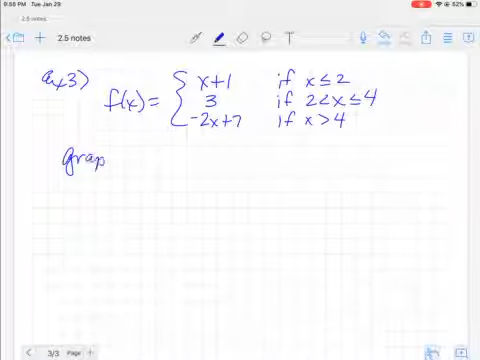 9:50 PM Tue Jan 29
52%
2.5 notes
2.5 notes
T
ex3)
f(x) = { x+1 if x ≤ 2
3 if 2 < x ≤ 4
-2x+7 if x > 4
grap
3/3 Page